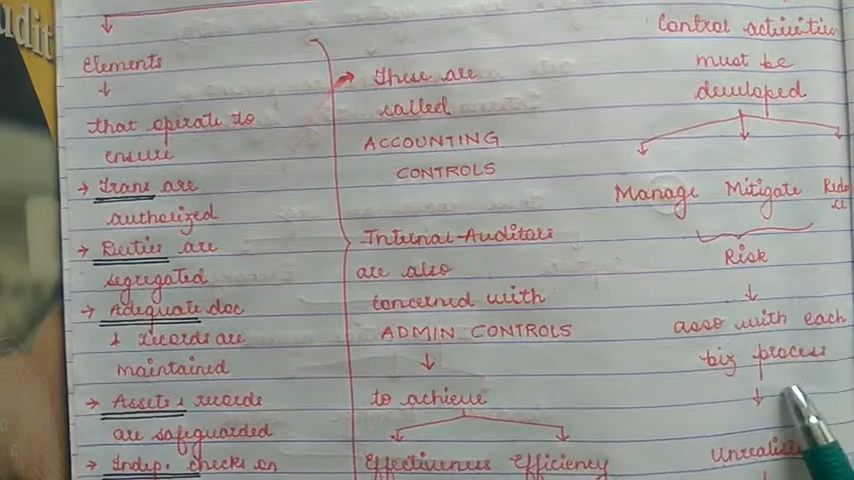 udit
Elements
that operate to
ensure
→ Trans are
authorized
→ Duties are
segregated
→ Adequate doc
& records are
maintained
→ Assets & records
are safeguarded
→ Indep. checks on
These are
called
ACCOUNTING
CONTROLS
Internal Auditors
are also
concerned with
ADMIN CONTROLS
to achieve
Effectiveness Efficiency
Control activities
must be
developed
Manage Mitigate
Risk
asso with each
biz process